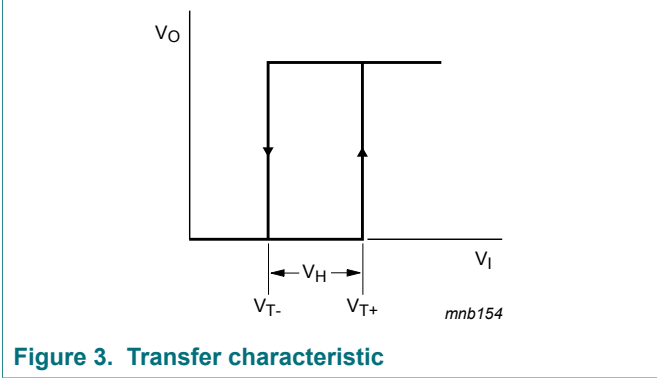 VO
VI
VH
VT-
VT+
mnb154
Figure 3. Transfer characteristic